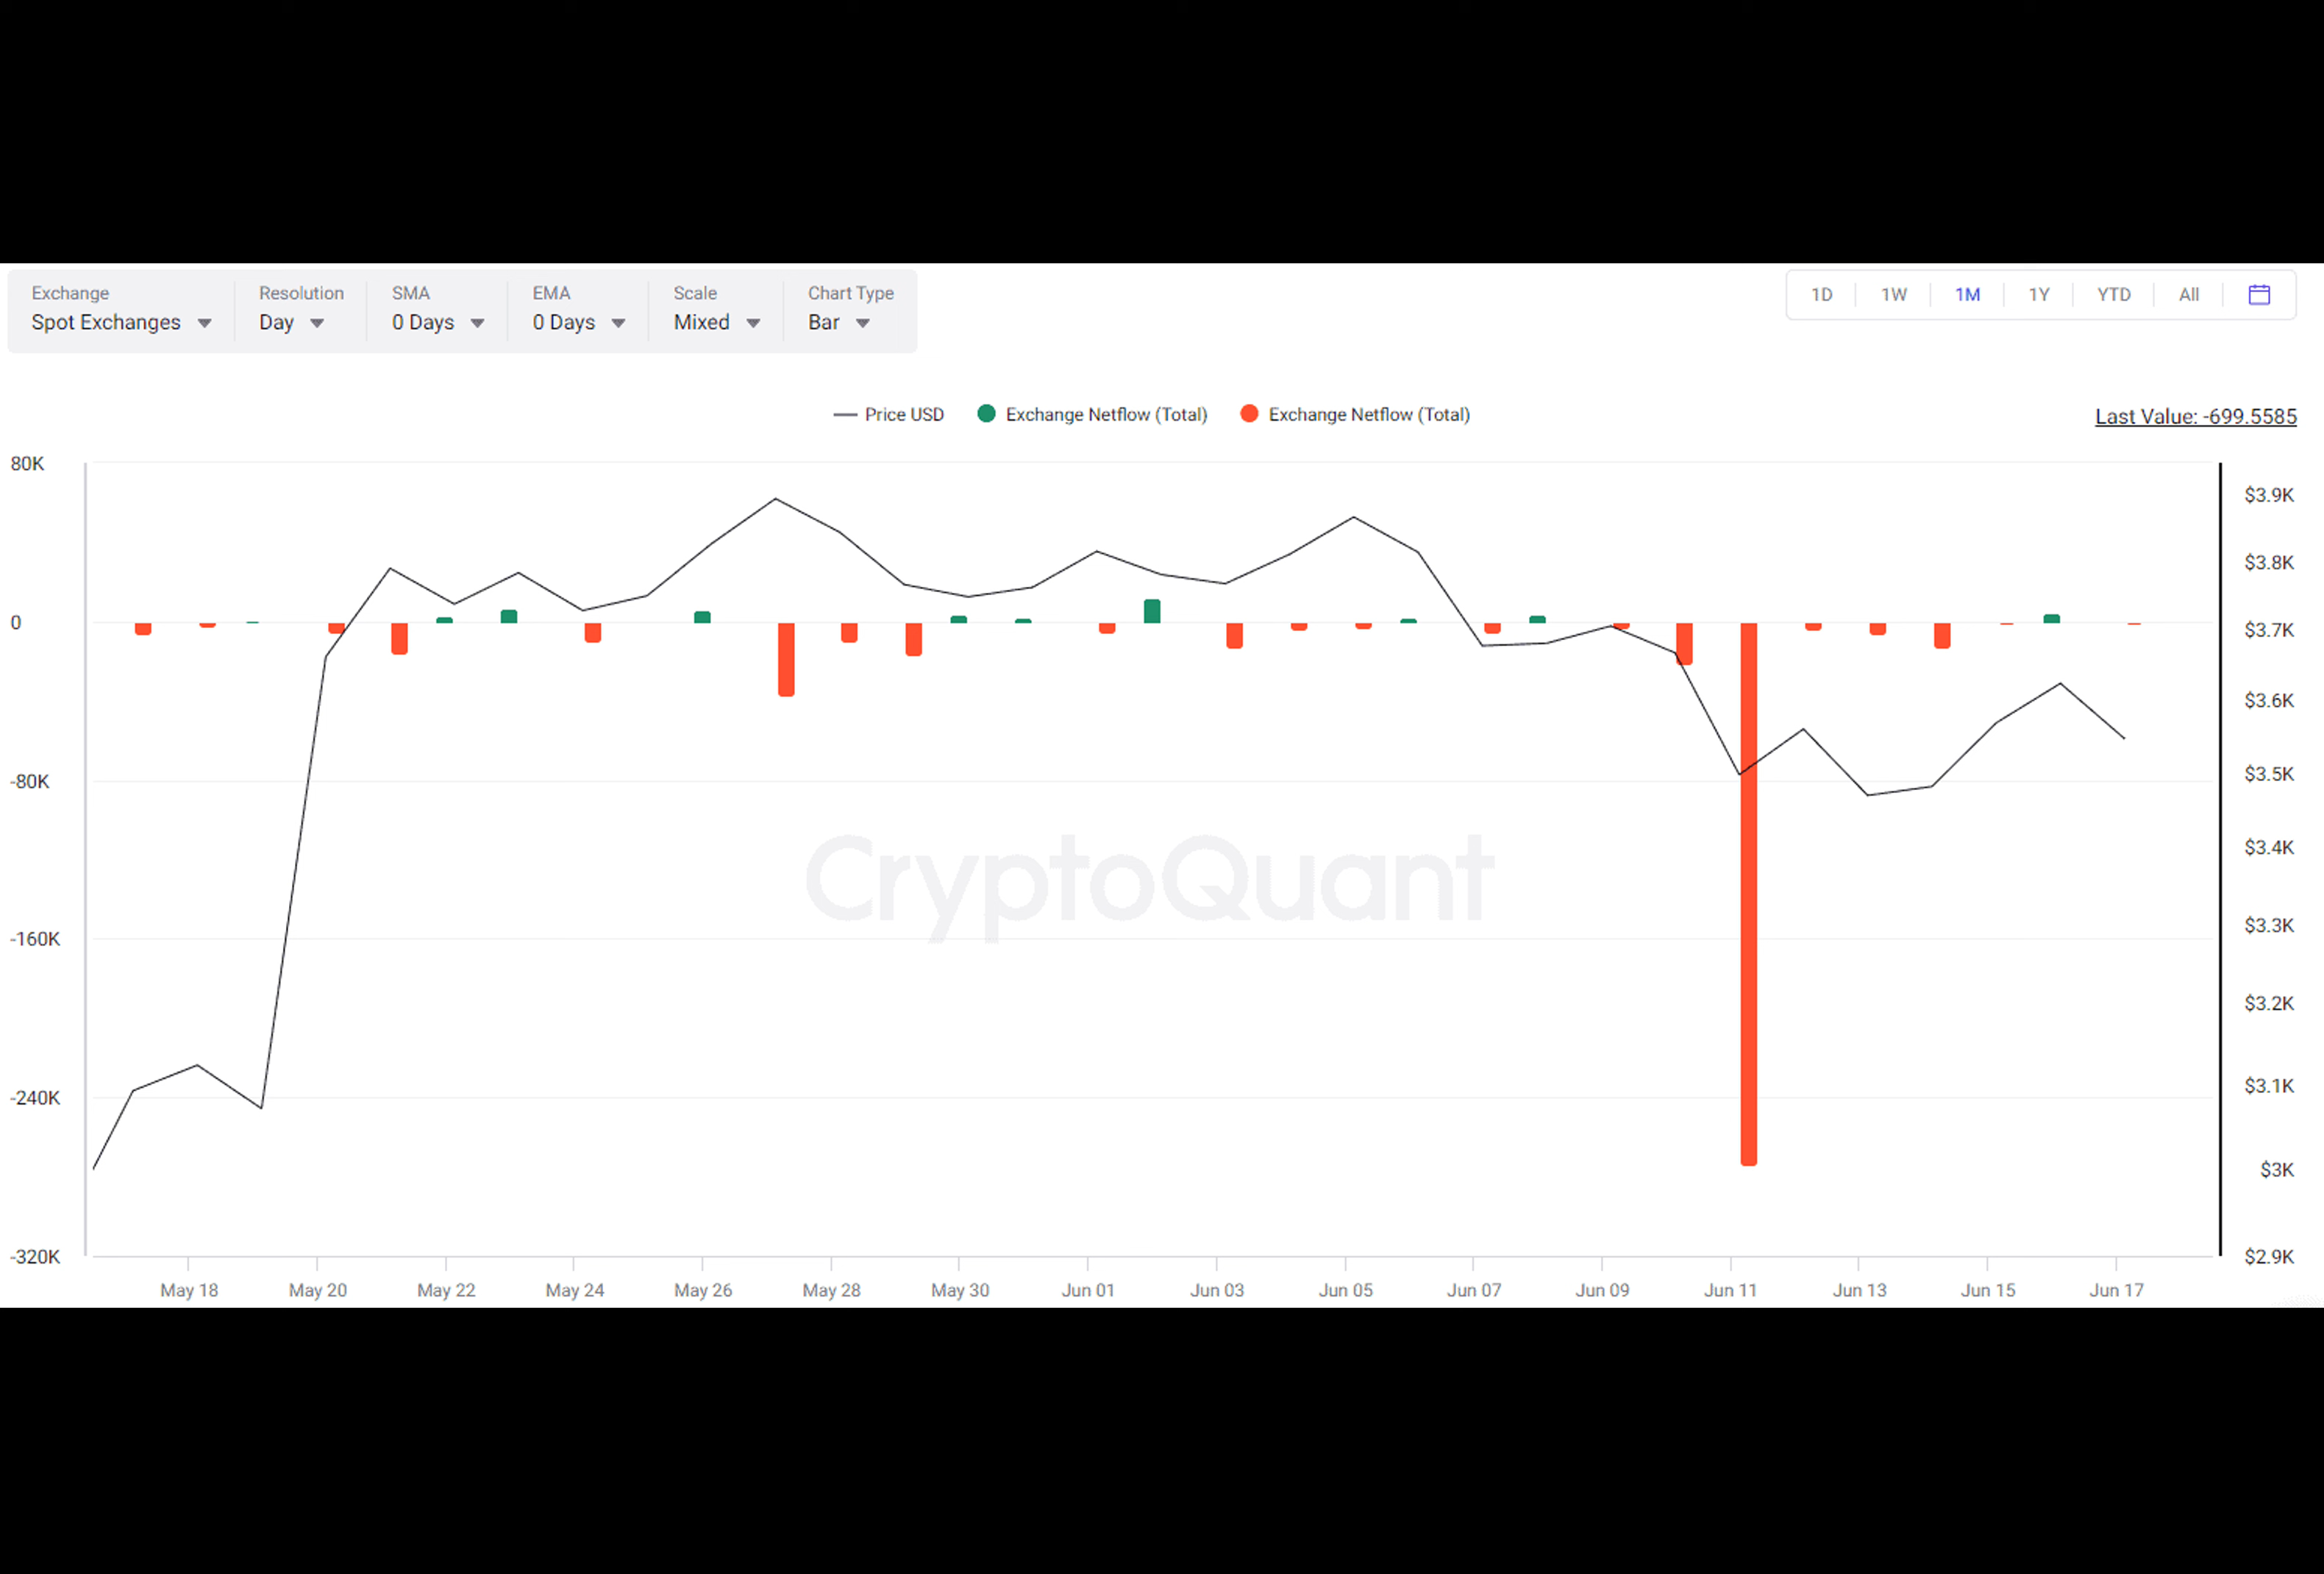 Exchange Resolution SMA EMA Scale Chart Type
Spot Exchanges Day 0 Days 0 Days Mixed Bar
1D 1W 1M 1Y YTD All
Price USD Exchange Netflow (Total) Exchange Netflow (Total)
Last Value: -699.5585
80K
0
-80K
-160K
-240K
-320K
$3.9K
$3.8K
$3.7K
$3.6K
$3.5K
$3.4K
$3.3K
$3.2K
$3.1K
$3K
$2.9K
CryptoQuant
May 18 May 20 May 22 May 24 May 26 May 28 May 30 Jun 01 Jun 03 Jun 05 Jun 07 Jun 09 Jun 11 Jun 13 Jun 15 Jun 17